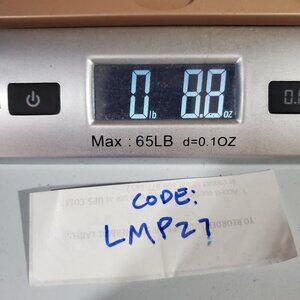 0 lb 8.8 oz
Max : 65LB d=0.1OZ
CODE:
LMP27